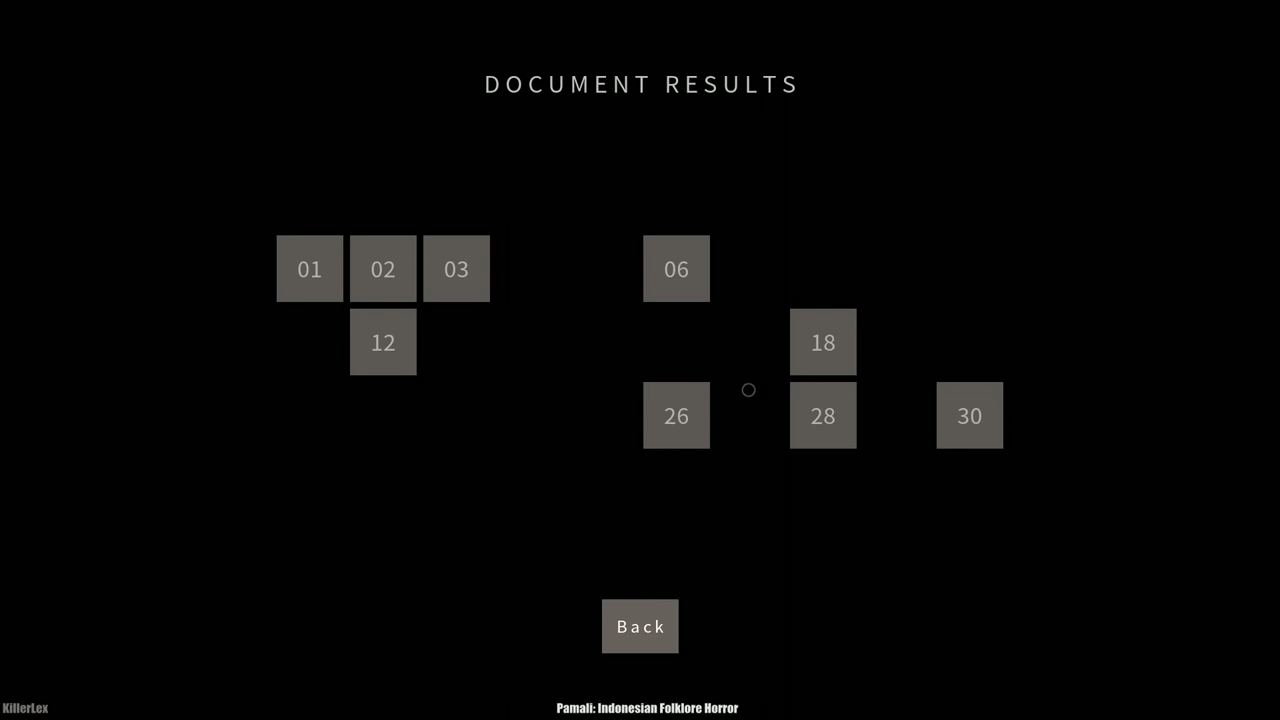 DOCUMENT RESULTS
01 02 03 06
12 18
26 28 30
Back
KillerLex
Pamali: Indonesian Folklore Horror